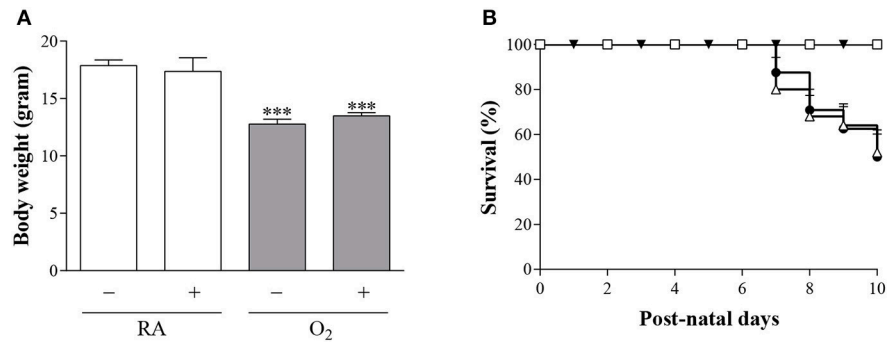 A
20
15
10
5
0
Body weight (gram)
***
***
− + − +
RA O2
B
100
80
60
40
20
0
Survival (%)
0 2 4 6 8 10
Post-natal days